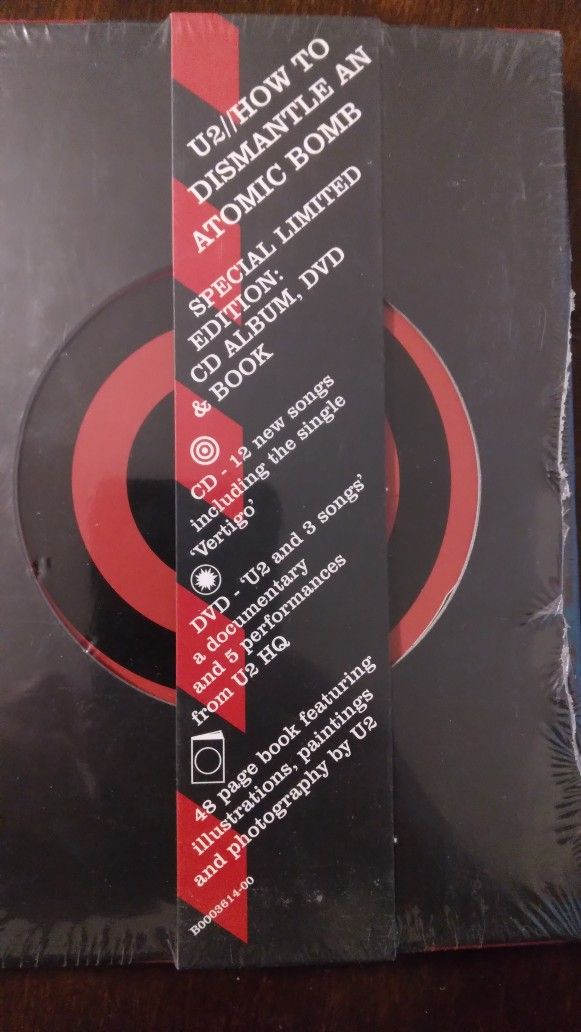 U2//HOW TO
DISMANTLE AN
ATOMIC BOMB
SPECIAL LIMITED
EDITION:
CD ALBUM, DVD
& BOOK
CD - 12 new songs
including the single
'Vertigo'
DVD - 'U2 and 3 songs'
a documentary
and 5 performances
from U2 HQ
48 page book featuring
illustrations, paintings
and photography by U2
B0003614-00